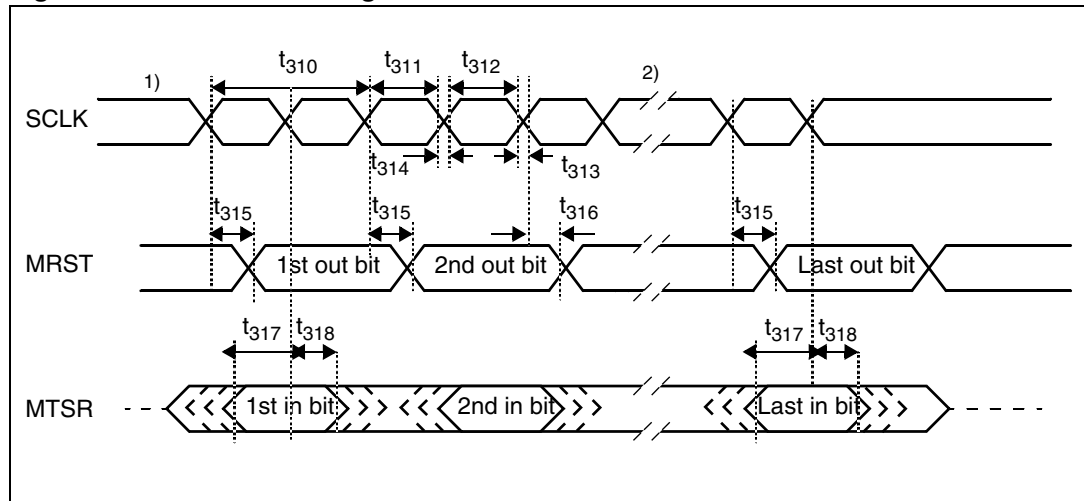 t310 t311 t312
1) 2)
SCLK
t314 t313
t315 t315 t316 t315
MRST 1st out bit 2nd out bit Last out bit
t317 t318 t317 t318
MTSR 1st in bit 2nd in bit Last in bit